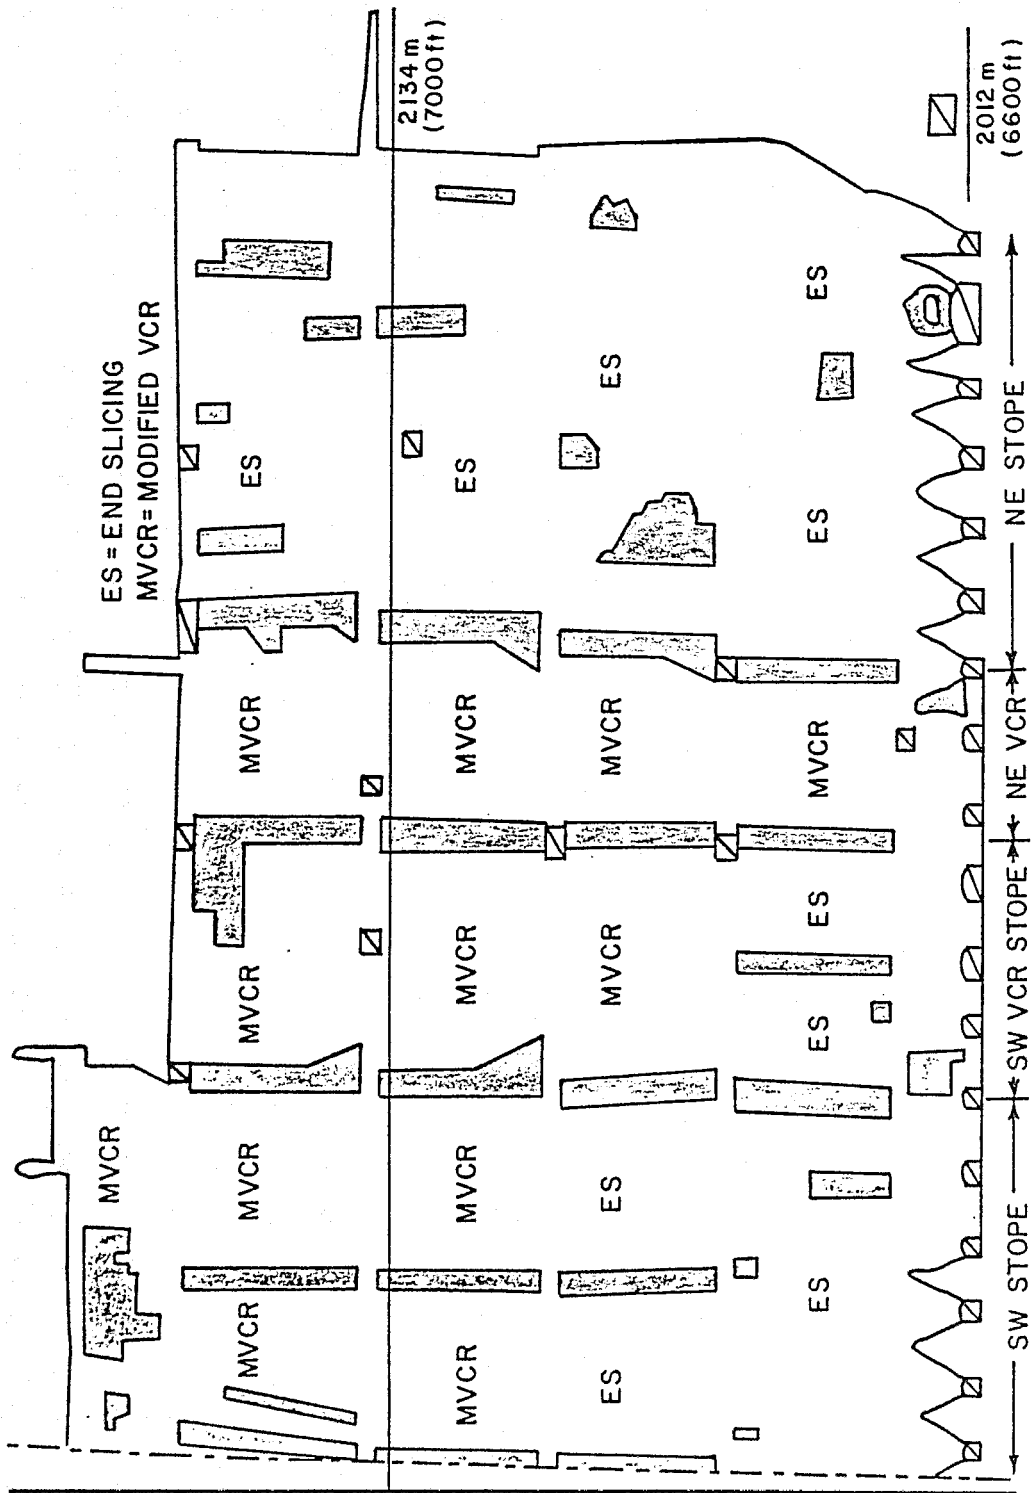 MVCR
ES = END SLICING
MVCR = MODIFIED VCR
MVCR
MVCR
MVCR
MVCR
ES
2134 m
(7000 ft)
MVCR
MVCR
MVCR
MVCR
ES
ES
ES
MVCR
MVCR
ES
ES
ES
ES
MVCR
ES
ES
2012 m
(6600 ft)
SW STOPE
SW VCR STOPE
NE VCR
NE STOPE